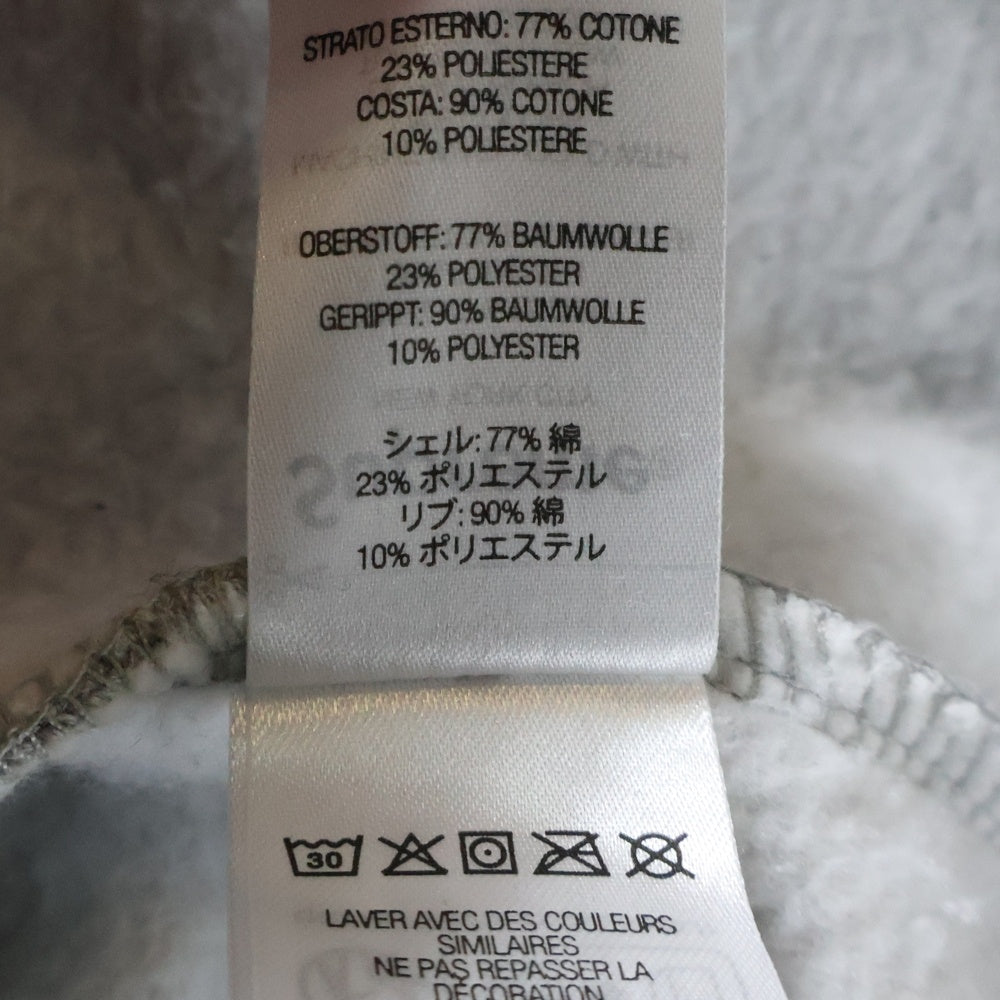 STRATO ESTERNO: 77% COTONE
23% POLIESTERE
COSTA: 90% COTONE
10% POLIESTERE
OBERSTOFF: 77% BAUMWOLLE
23% POLYESTER
GERIPPT: 90% BAUMWOLLE
10% POLYESTER
シェル: 77% 綿
23% ポリエステル
リブ: 90% 綿
10% ポリエステル
30
LAVER AVEC DES COULEURS
SIMILAIRES
NE PAS REPASSER LA
DÉCORATION